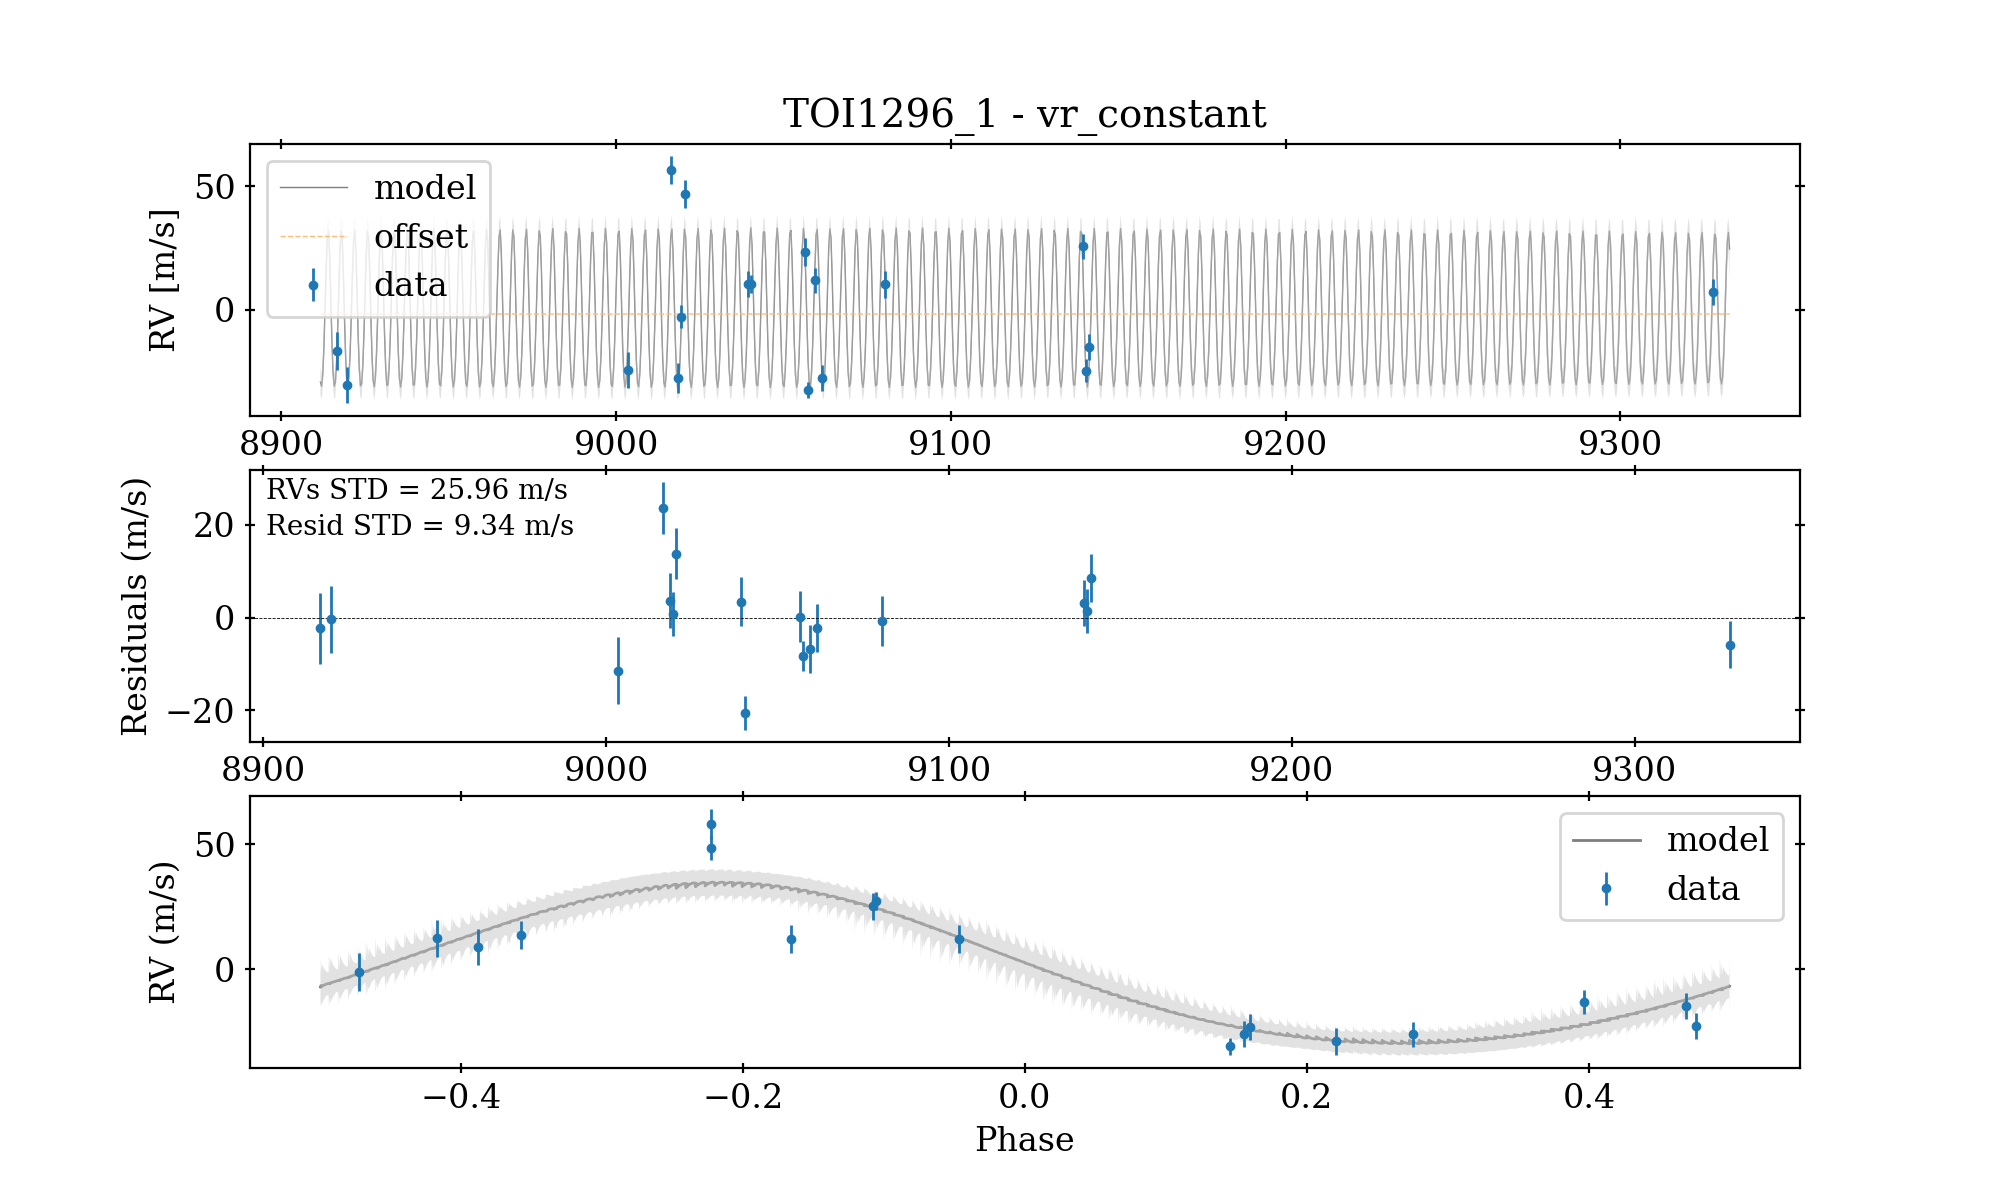 TOI1296_1 - vr_constant
RV [m/s]
50
0
model
offset
data
8900 9000 9100 9200 9300
Residuals (m/s)
20
0
−20
RVs STD = 25.96 m/s
Resid STD = 9.34 m/s
8900 9000 9100 9200 9300
RV (m/s)
50
0
model
data
−0.4 −0.2 0.0 0.2 0.4
Phase